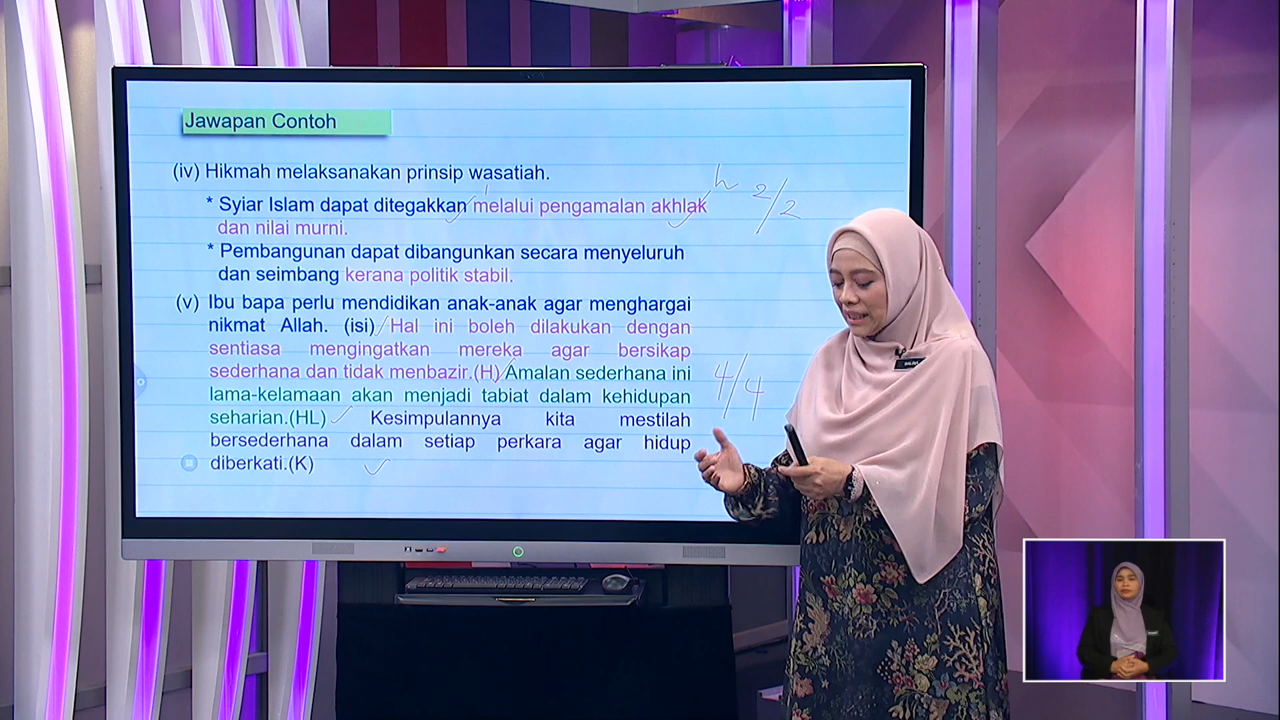 Jawapan Contoh
(iv) Hikmah melaksanakan prinsip wasatiah.
* Syiar Islam dapat ditegakkan melalui pengamalan akhlak
dan nilai murni.
h 2/2
* Pembangunan dapat dibangunkan secara menyeluruh
dan seimbang kerana politik stabil.
(v) Ibu bapa perlu mendidikan anak-anak agar menghargai
nikmat Allah. (isi) Hal ini boleh dilakukan dengan
sentiasa mengingatkan mereka agar bersikap
sederhana dan tidak menbazir.(H) Amalan sederhana ini
lama-kelamaan akan menjadi tabiat dalam kehidupan
seharian.(HL) Kesimpulannya kita mestilah
bersederhana dalam setiap perkara agar hidup
diberkati.(K)
4/4